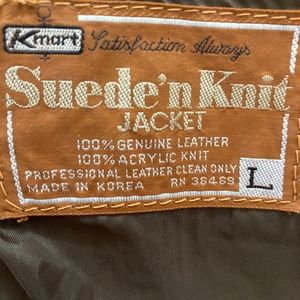 Kmart Satisfaction Always
Suede'n Knit
JACKET
100% GENUINE LEATHER
100% ACRYLIC KNIT
PROFESSIONAL LEATHER CLEAN ONLY
MADE IN KOREA RN 36469
L